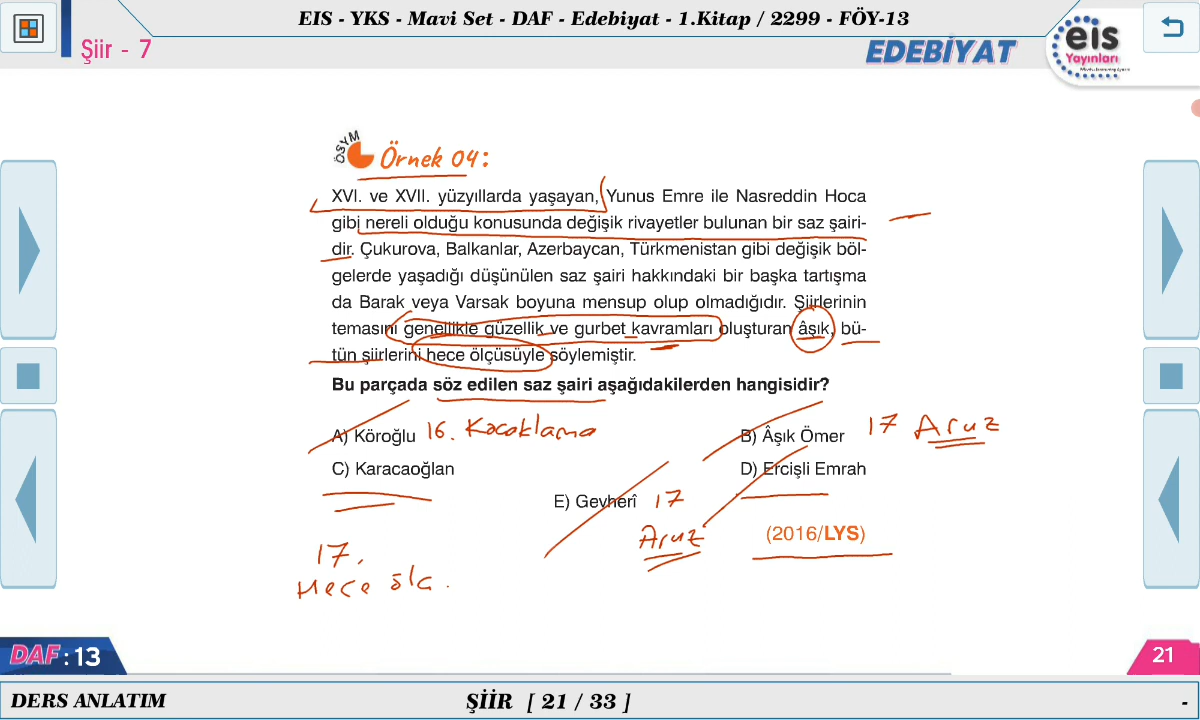 EIS - YKS - Mavi Set - DAF - Edebiyat - 1.Kitap / 2299 - FÖY-13
Şiir - 7
EDEBİYAT
eis
Yayınları
ÖSYM
Örnek 04:
XVI. ve XVII. yüzyıllarda yaşayan, Yunus Emre ile Nasreddin Hoca
gibi nereli olduğu konusunda değişik rivayetler bulunan bir saz şairi-
dir. Çukurova, Balkanlar, Azerbaycan, Türkmenistan gibi değişik böl-
gelerde yaşadığı düşünülen saz şairi hakkındaki bir başka tartışma
da Barak veya Varsak boyuna mensup olup olmadığıdır. Şiirlerinin
temasını genellikle güzellik ve gurbet kavramları oluşturan âşık, bü-
tün şiirlerini hece ölçüsüyle söylemiştir.
Bu parçada söz edilen saz şairi aşağıdakilerden hangisidir?
A) Köroğlu 16. Kocaklama
B) Âşık Ömer 17 Aruz
C) Karacaoğlan
D) Ercişli Emrah
E) Gevherî 17
Aruz
(2016/LYS)
17.
Hece ölç.
DAF : 13
21
DERS ANLATIM
ŞİİR [ 21 / 33 ]
-